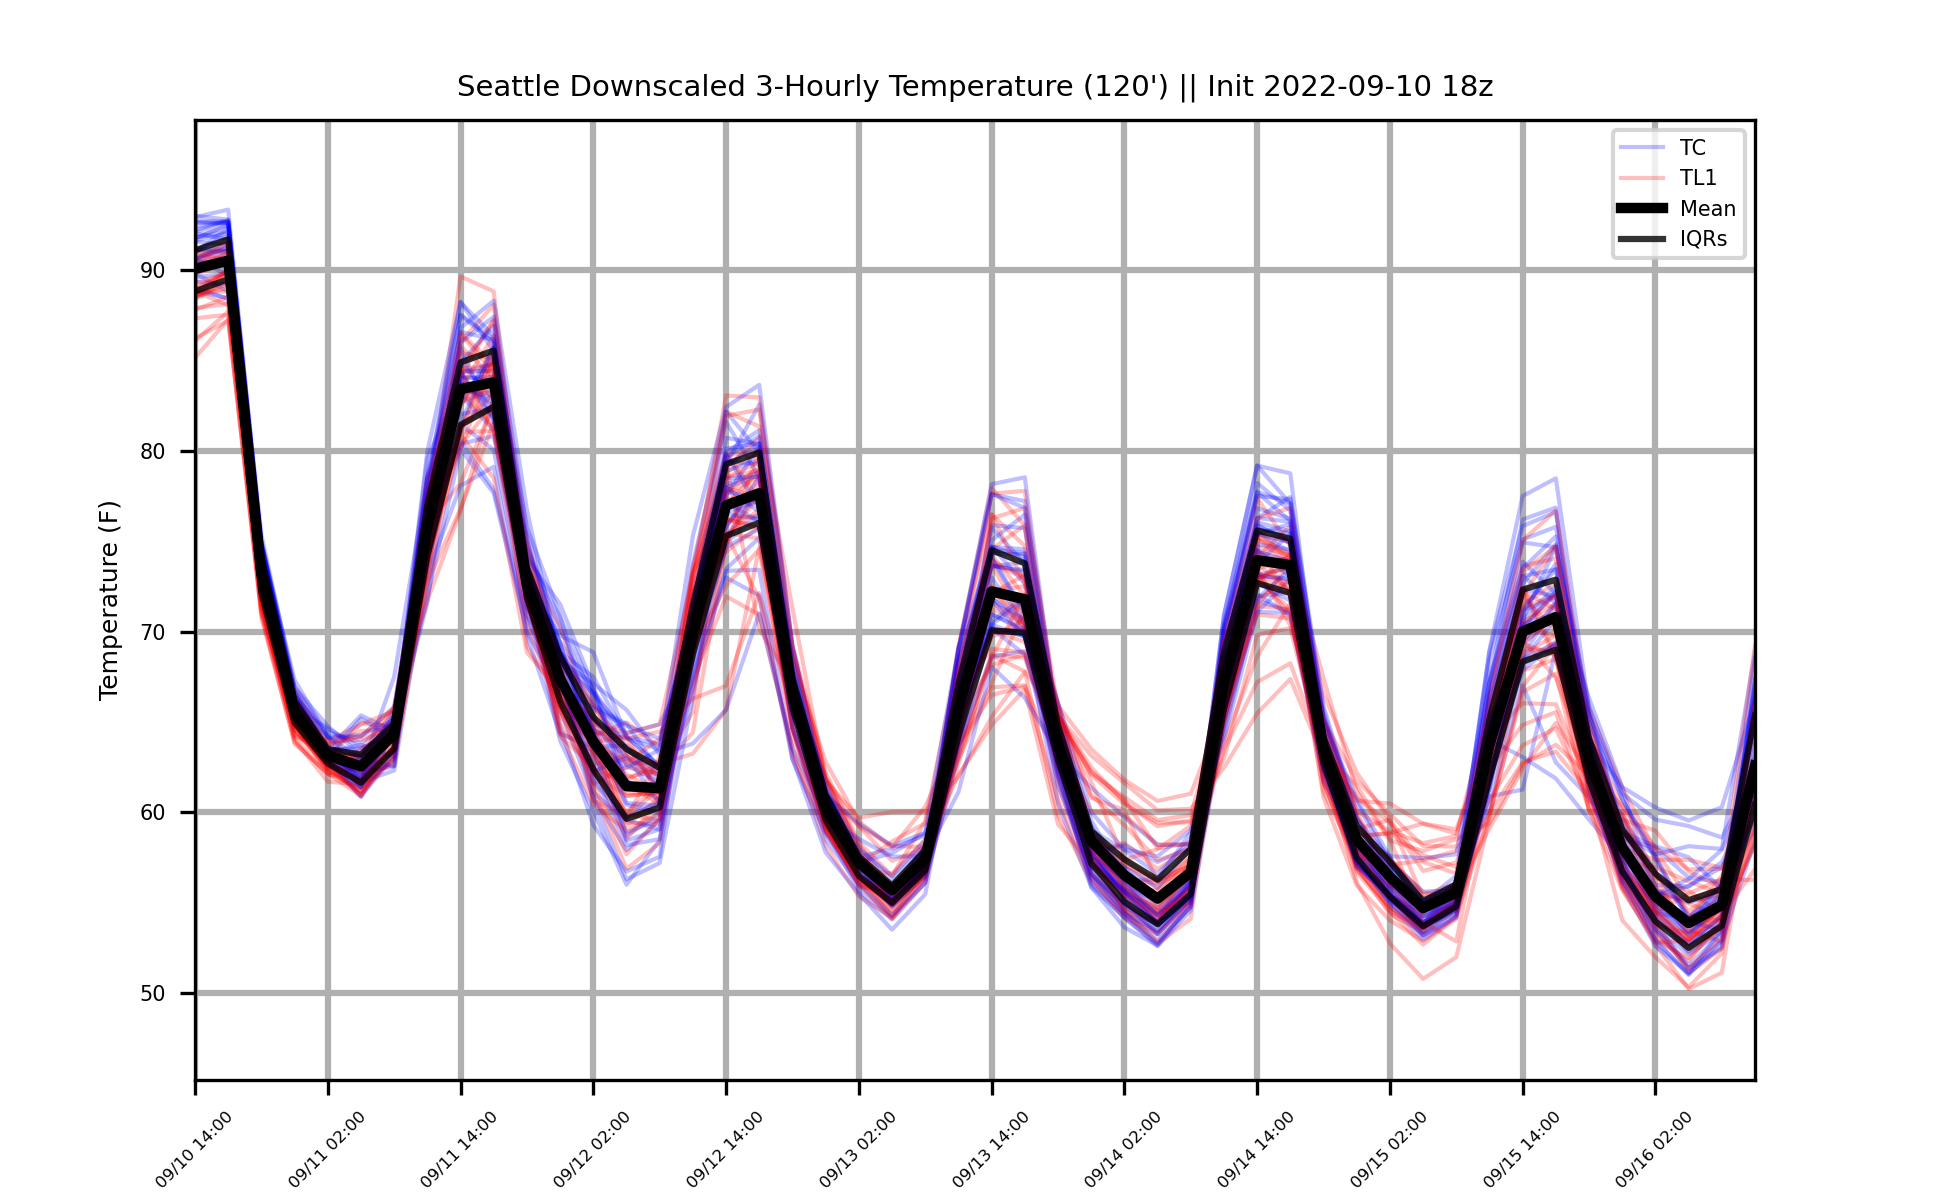 Seattle Downscaled 3-Hourly Temperature (120') || Init 2022-09-10 18z
TC
TL1
Mean
IQRs
Temperature (F)
90
80
70
60
50
09/10 14:00
09/11 02:00
09/11 14:00
09/12 02:00
09/12 14:00
09/13 02:00
09/13 14:00
09/14 02:00
09/14 14:00
09/15 02:00
09/15 14:00
09/16 02:00